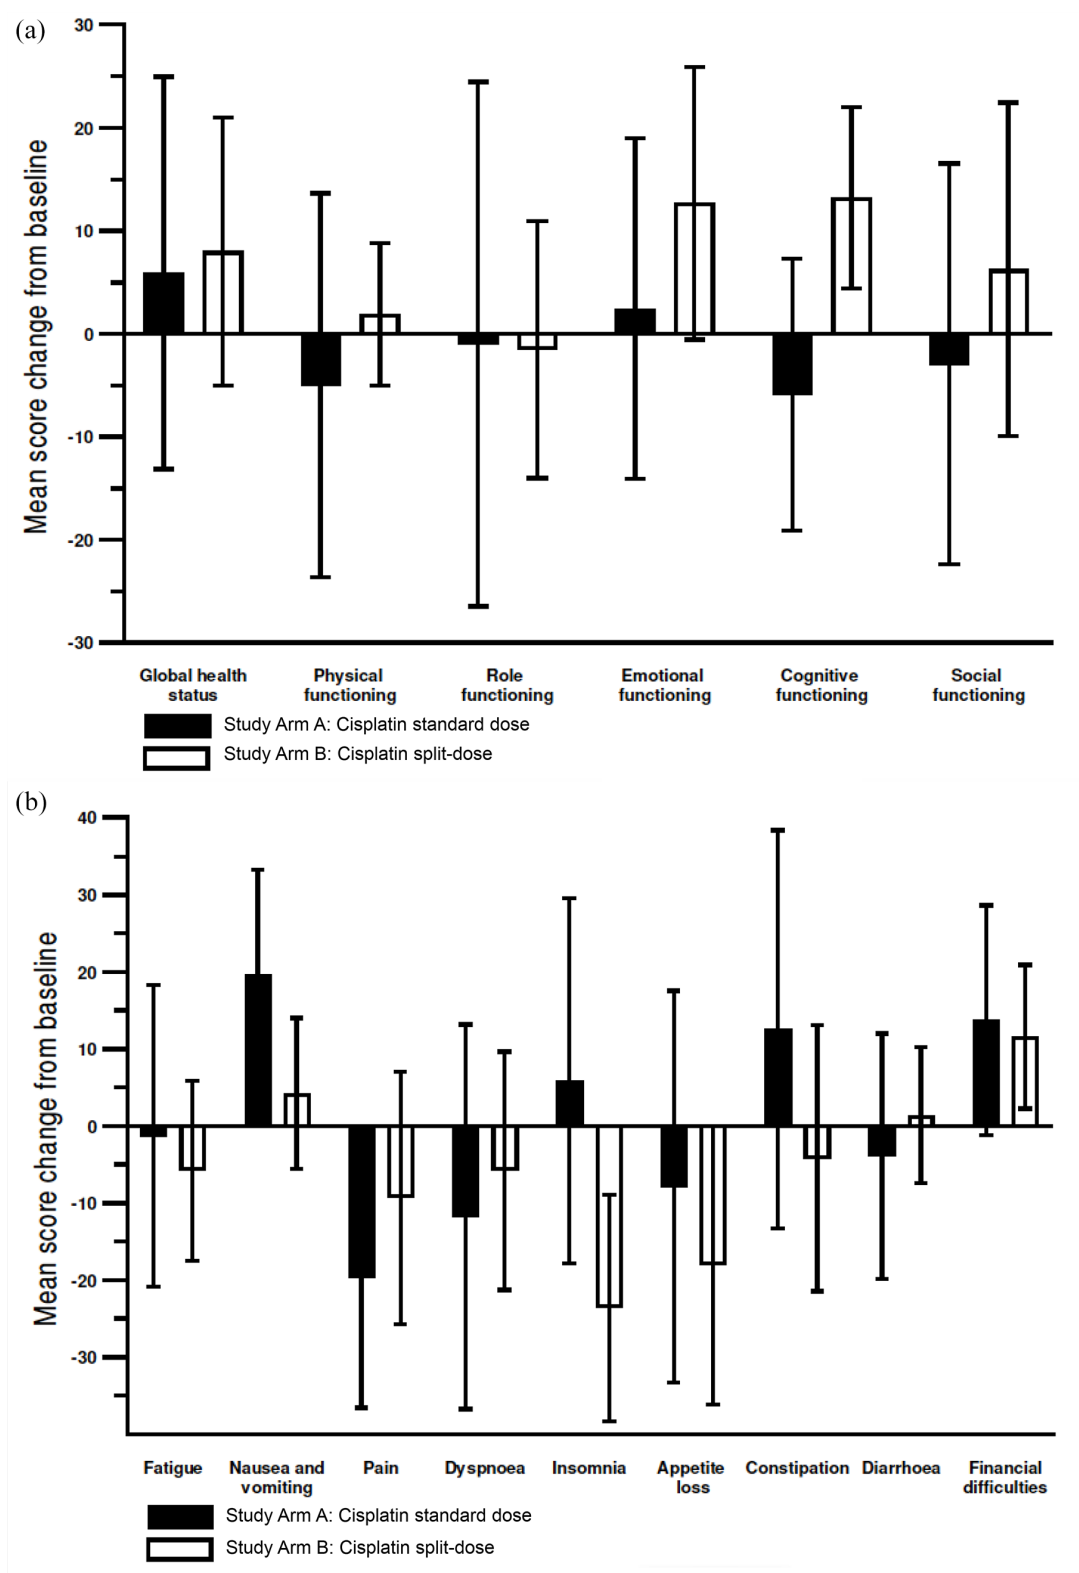 (a)
Mean score change from baseline
30
20
10
0
-10
-20
-30
Global health status
Physical functioning
Role functioning
Emotional functioning
Cognitive functioning
Social functioning
Study Arm A: Cisplatin standard dose
Study Arm B: Cisplatin split-dose
(b)
Mean score change from baseline
40
30
20
10
0
-10
-20
-30
Fatigue
Nausea and vomiting
Pain
Dyspnoea
Insomnia
Appetite loss
Constipation
Diarrhoea
Financial difficulties
Study Arm A: Cisplatin standard dose
Study Arm B: Cisplatin split-dose